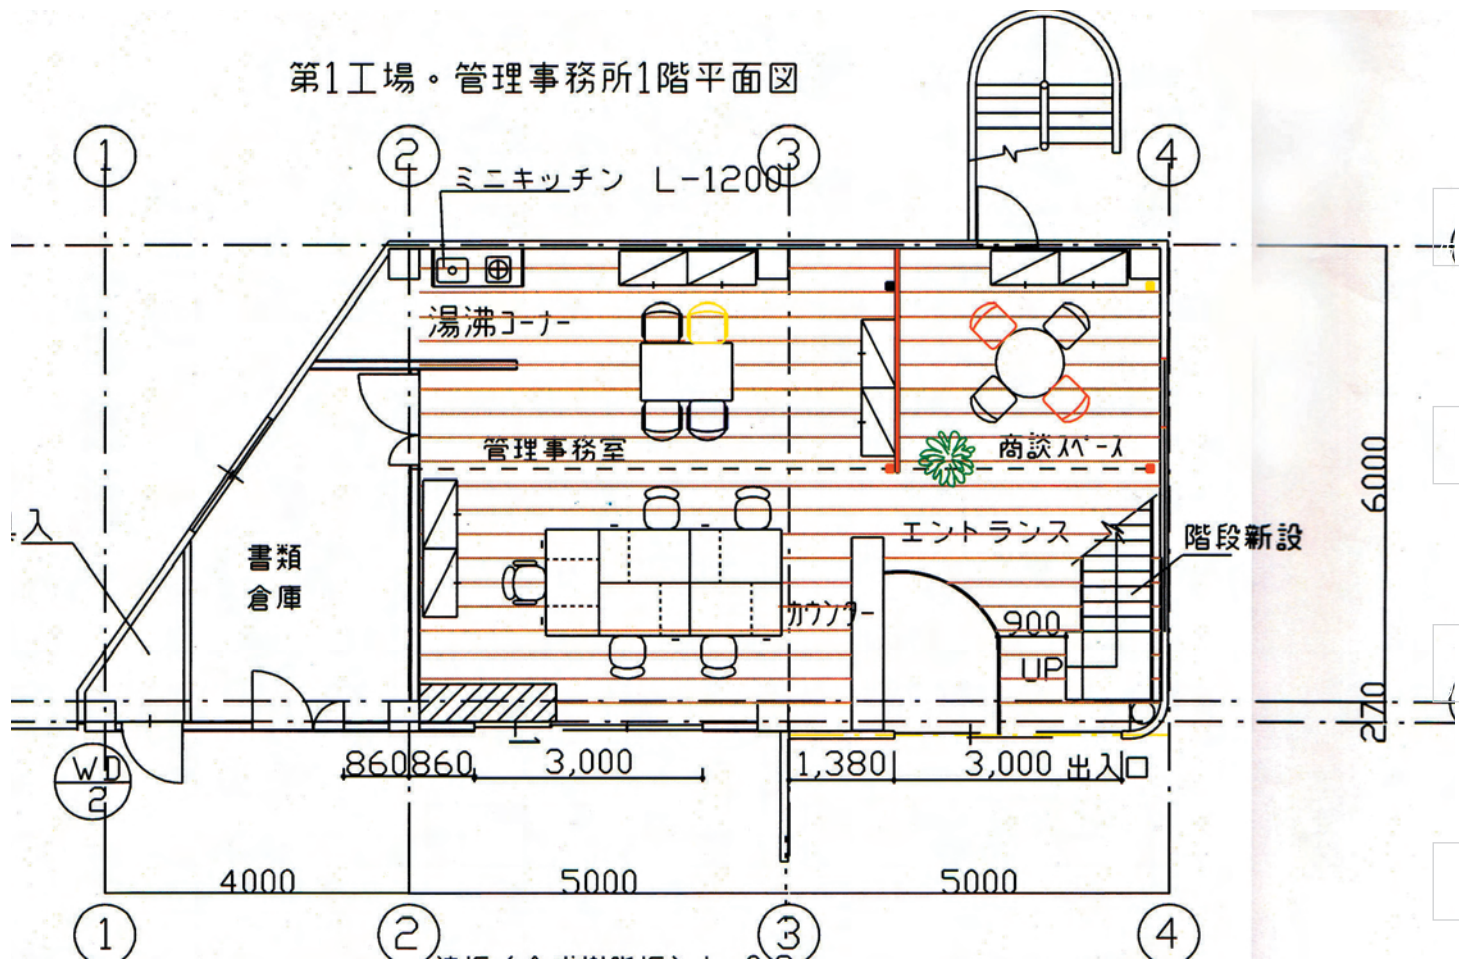 第1工場。管理事務所1階平面図
1
2
3
4
ミニキッチン L-1200
湯沸コーナー
管理事務室
商談スペース
6000
入
エントランス
階段新設
書類
倉庫
カウンター
900
UP
270
WD
2
860
860
3,000
1,380
3,000
出入口
4000
5000
5000
1
2
3
4